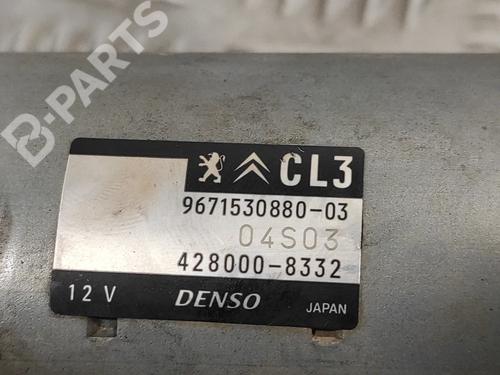 B-PARTS
CL3
9671530880-03
04S03
428000-8332
12 V DENSO JAPAN